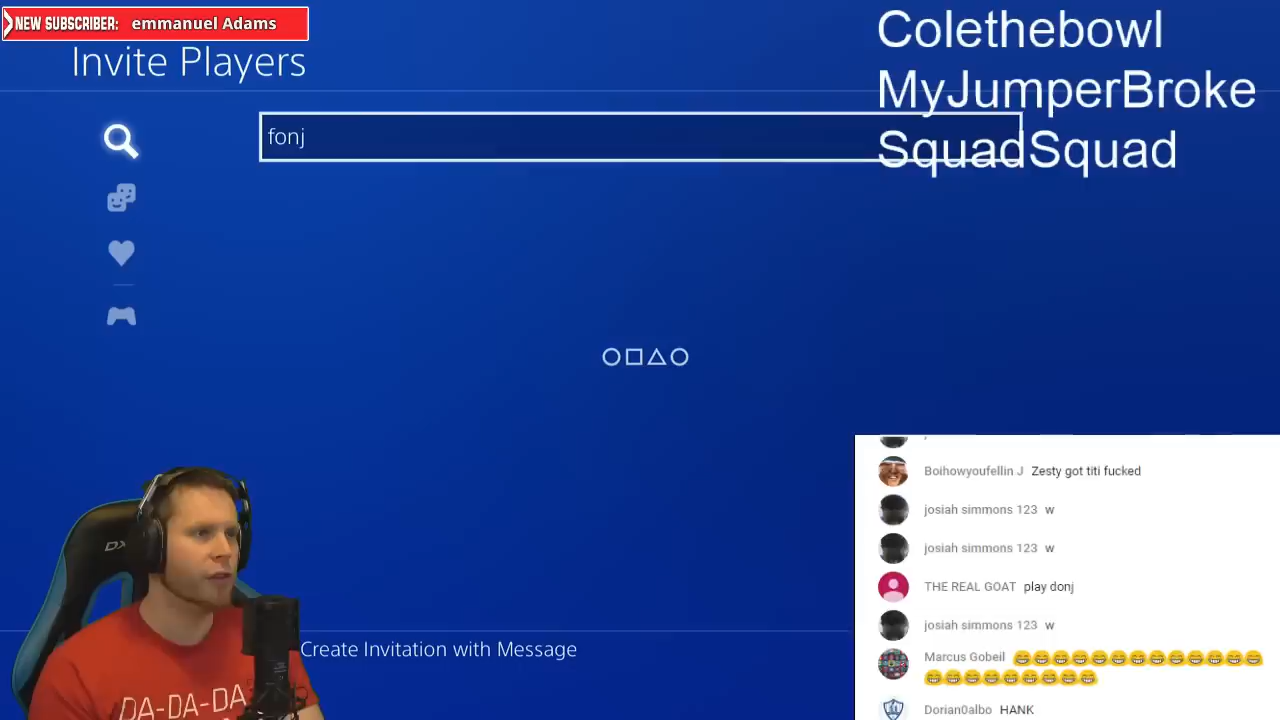 NEW SUBSCRIBER: emmanuel Adams
Invite Players
Colethebowl
MyJumperBroke
SquadSquad
fonj
Boihowyoufellin J Zesty got titi fucked
josiah simmons 123 w
josiah simmons 123 w
THE REAL GOAT play donj
josiah simmons 123 w
Marcus Gobeil 😂😂😂😂😂😂😂😂😂😂😂😂😂
😂😂😂😂😂😂😂😂😂
Dorian0albo HANK
Create Invitation with Message
DX
DA-DA-DA